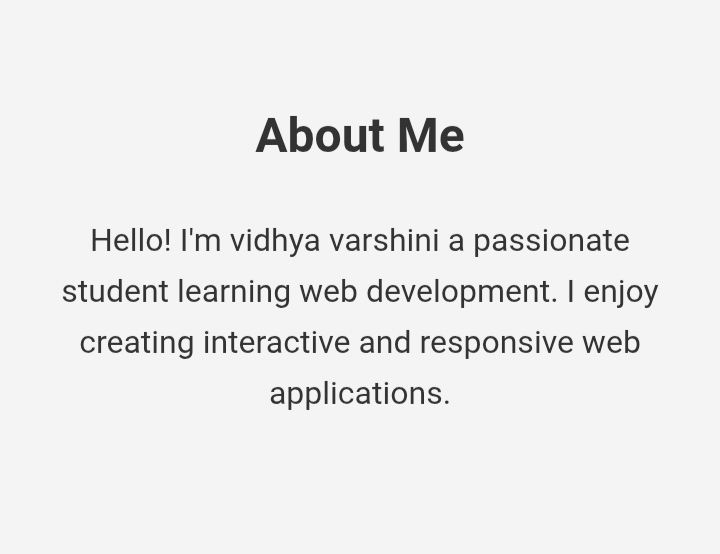 About Me
Hello! I'm vidhya varshini a passionate
student learning web development. I enjoy
creating interactive and responsive web
applications.